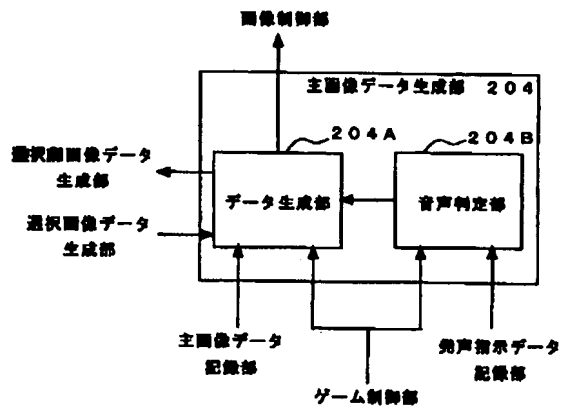 画像制御部
主画像データ生成部 204
204A
204B
選択副画像データ
生成部
データ生成部
音声判定部
選択画像データ
生成部
主画像データ
記録部
発声指示データ
記録部
ゲーム制御部